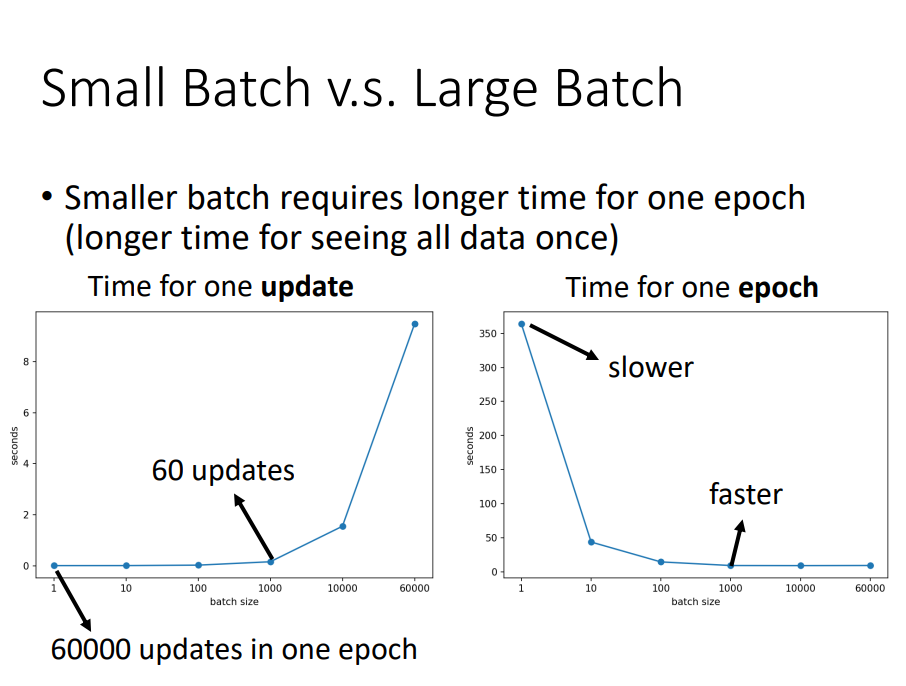 Small Batch v.s. Large Batch
• Smaller batch requires longer time for one epoch
(longer time for seeing all data once)
Time for one update
8
6
4
2
0
seconds
1
10
100
1000
10000
60000
batch size
60 updates
60000 updates in one epoch
Time for one epoch
350
300
250
200
150
100
50
0
seconds
1
10
100
1000
10000
60000
batch size
slower
faster